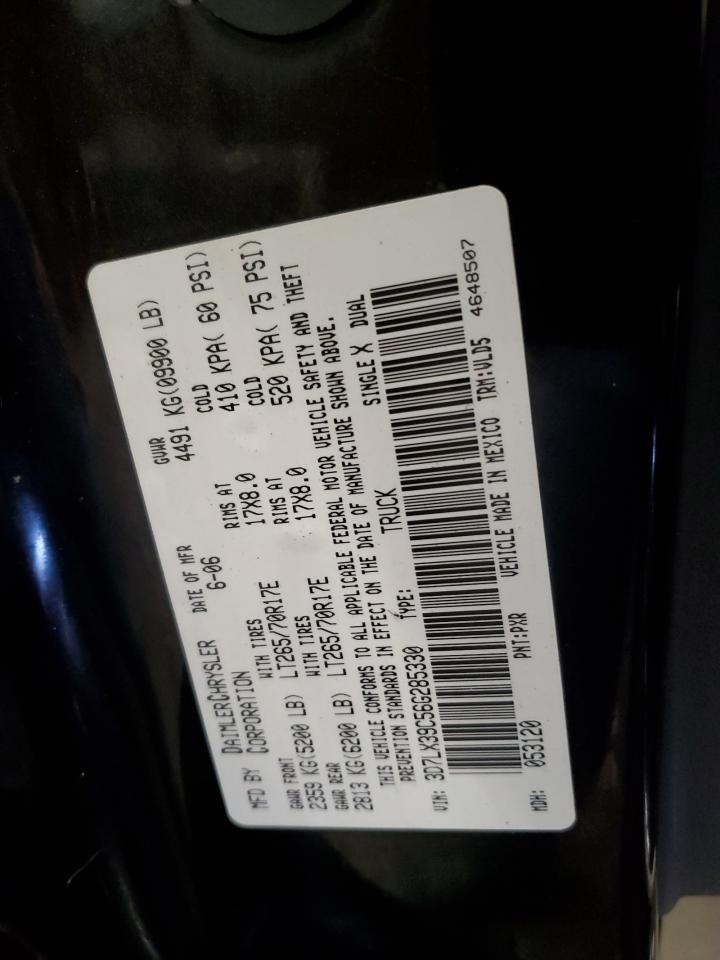 MFD BY DAIMLERCHRYSLER CORPORATION DATE OF MFR 6-06 GVWR 4491 KG(09900 LB)
GAWR FRONT WITH TIRES RIMS AT COLD
2359 KG(5200 LB) LT265/70R17E 17X8.0 410 KPA( 60 PSI)
GAWR REAR WITH TIRES RIMS AT COLD
2813 KG(6200 LB) LT265/70R17E 17X8.0 520 KPA( 75 PSI)
THIS VEHICLE CONFORMS TO ALL APPLICABLE FEDERAL MOTOR VEHICLE SAFETY AND THEFT
PREVENTION STANDARDS IN EFFECT ON THE DATE OF MANUFACTURE SHOWN ABOVE.
VIN: 3D7LX39C56G285330 TYPE: TRUCK SINGLE X DUAL
MDH: 053120 PNT:PXR VEHICLE MADE IN MEXICO TRM:VLD5 4648507